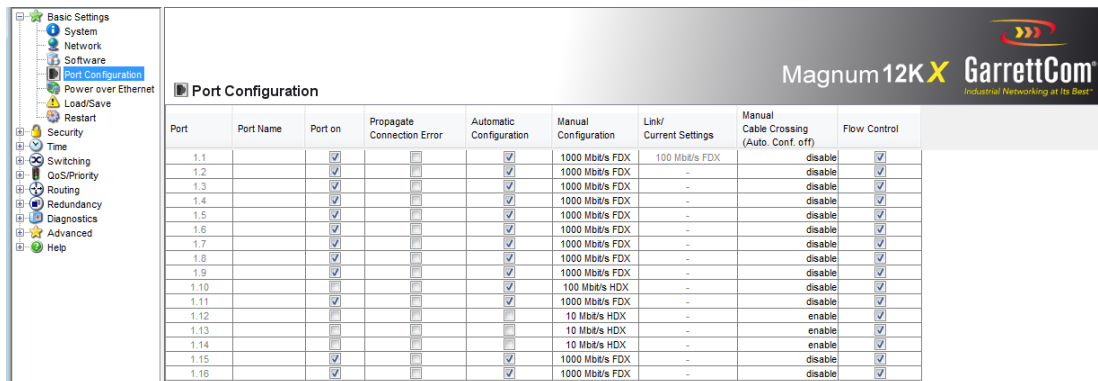 Basic Settings
System
Network
Software
Port Configuration
Power over Ethernet
Load/Save
Restart
Security
Time
Switching
QoS/Priority
Routing
Redundancy
Diagnostics
Advanced
Help
Magnum 12KX GarrettCom®
Industrial Networking at Its Best™
Port Configuration
Port Port Name Port on Propagate Connection Error Automatic Configuration Manual Configuration Link/ Current Settings Manual Cable Crossing (Auto. Conf. off) Flow Control
1.1 1000 Mbit/s FDX 100 Mbit/s FDX disable
1.2 1000 Mbit/s FDX - disable
1.3 1000 Mbit/s FDX - disable
1.4 1000 Mbit/s FDX - disable
1.5 1000 Mbit/s FDX - disable
1.6 1000 Mbit/s FDX - disable
1.7 1000 Mbit/s FDX - disable
1.8 1000 Mbit/s FDX - disable
1.9 1000 Mbit/s FDX - disable
1.10 100 Mbit/s HDX - disable
1.11 1000 Mbit/s FDX - disable
1.12 10 Mbit/s HDX - enable
1.13 10 Mbit/s HDX - enable
1.14 10 Mbit/s HDX - enable
1.15 1000 Mbit/s FDX - disable
1.16 1000 Mbit/s FDX - disable